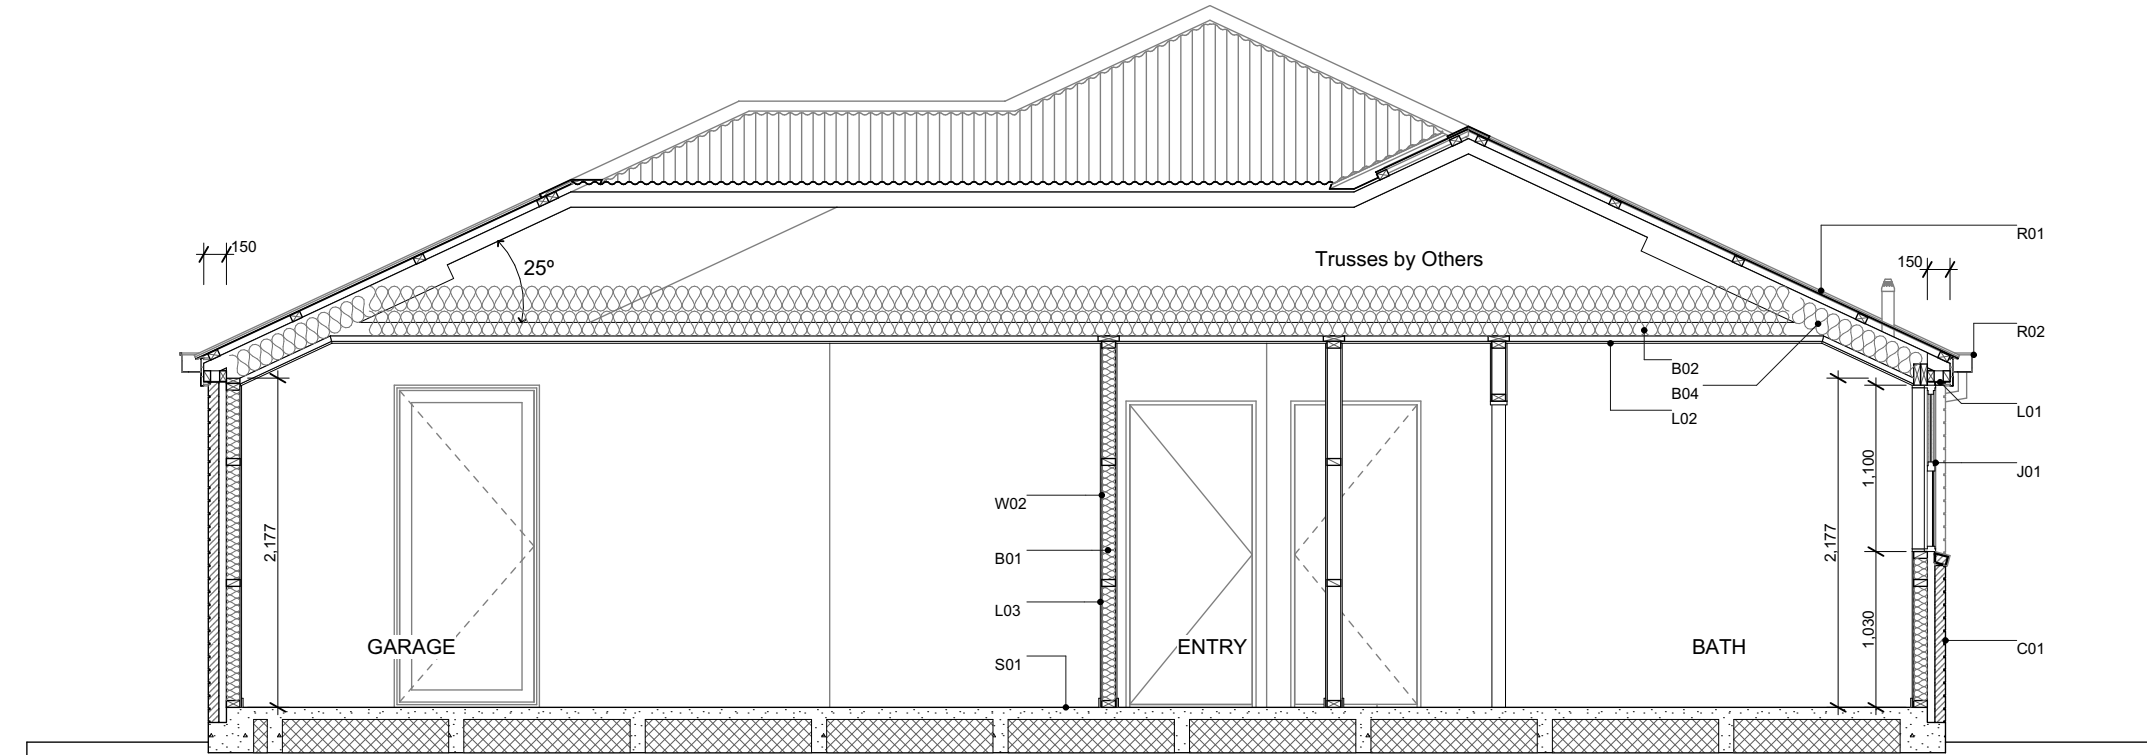 R01
150
150
25º
Trusses by Others
R02
B02
B04
L01
L02
1,100
J01
W02
2,177
2,177
B01
L03
1,030
GARAGE
ENTRY
BATH
C01
S01